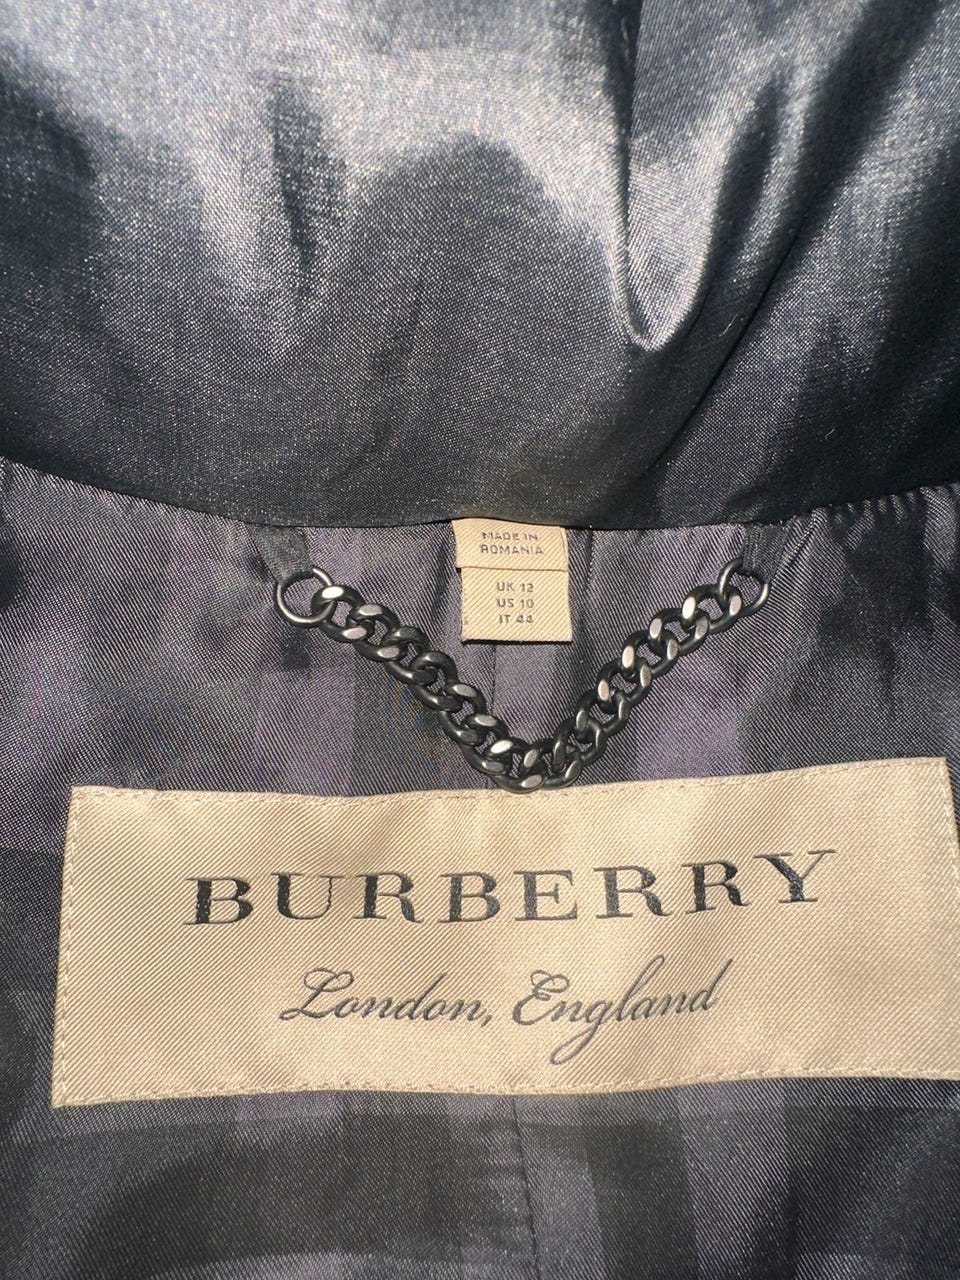 MADE IN
ROMANIA
UK 12
US 10
IT 44
BURBERRY
London, England